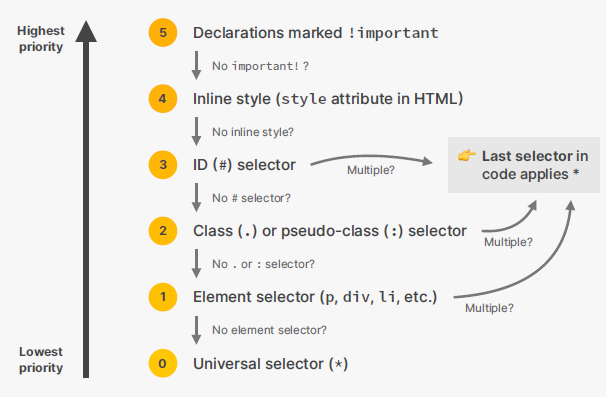 Highest
priority
5 Declarations marked !important
No important!?
4 Inline style (style attribute in HTML)
No inline style?
3 ID (#) selector
Multiple?
👉 Last selector in
code applies *
No # selector?
2 Class (.) or pseudo-class (:) selector
Multiple?
No . or : selector?
1 Element selector (p, div, li, etc.)
Multiple?
No element selector?
Lowest
priority
0 Universal selector (*)